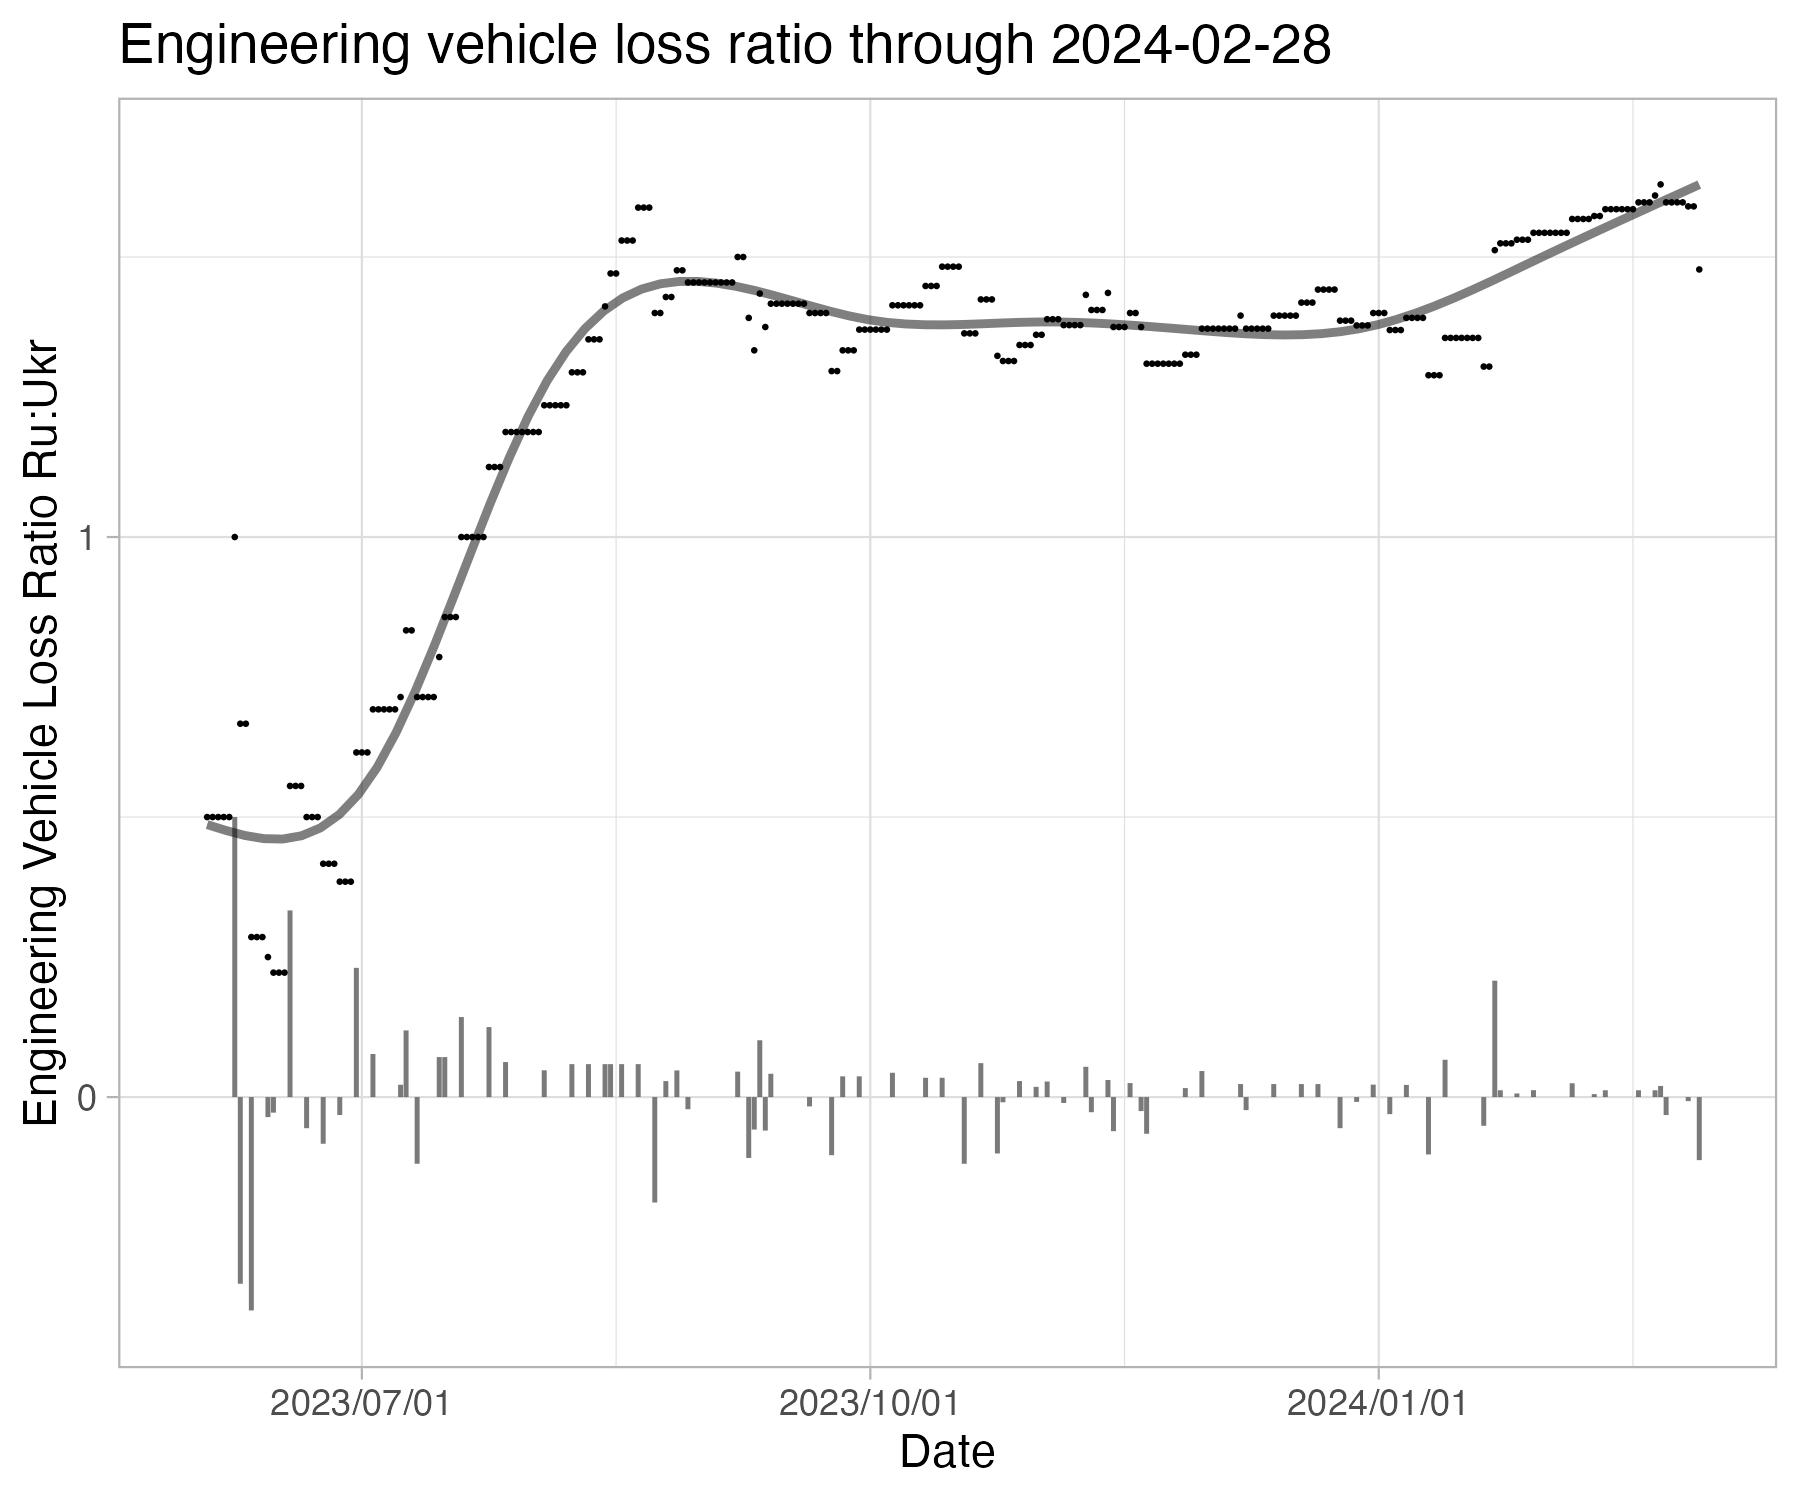 Engineering vehicle loss ratio through 2024-02-28
Engineering Vehicle Loss Ratio Ru:Ukr
1
0
2023/07/01
2023/10/01
2024/01/01
Date